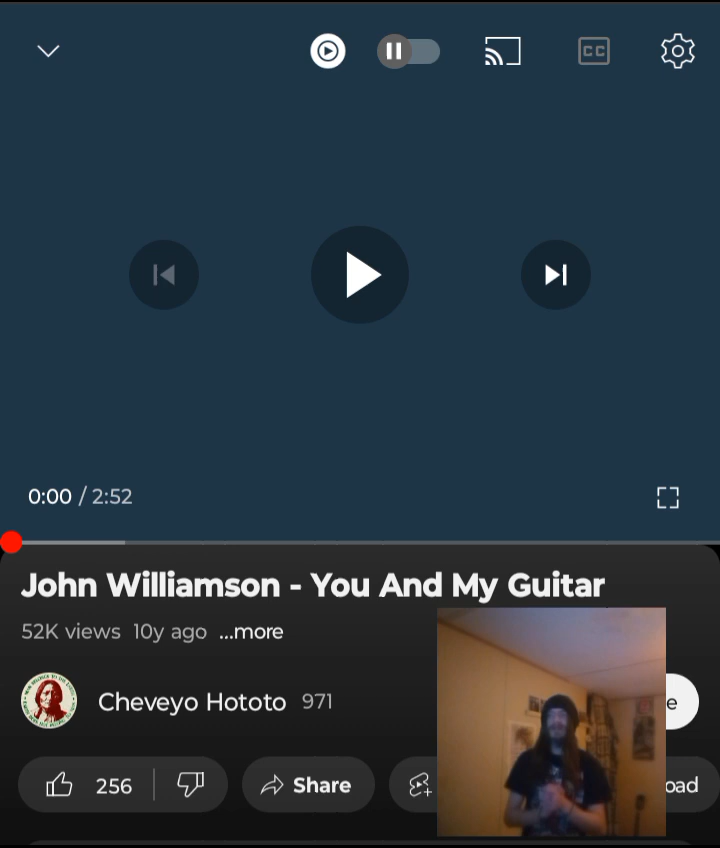 CC
0:00 / 2:52
John Williamson - You And My Guitar
52K views 10y ago ...more
Cheveyo Hototo 971
e
256 Share oad